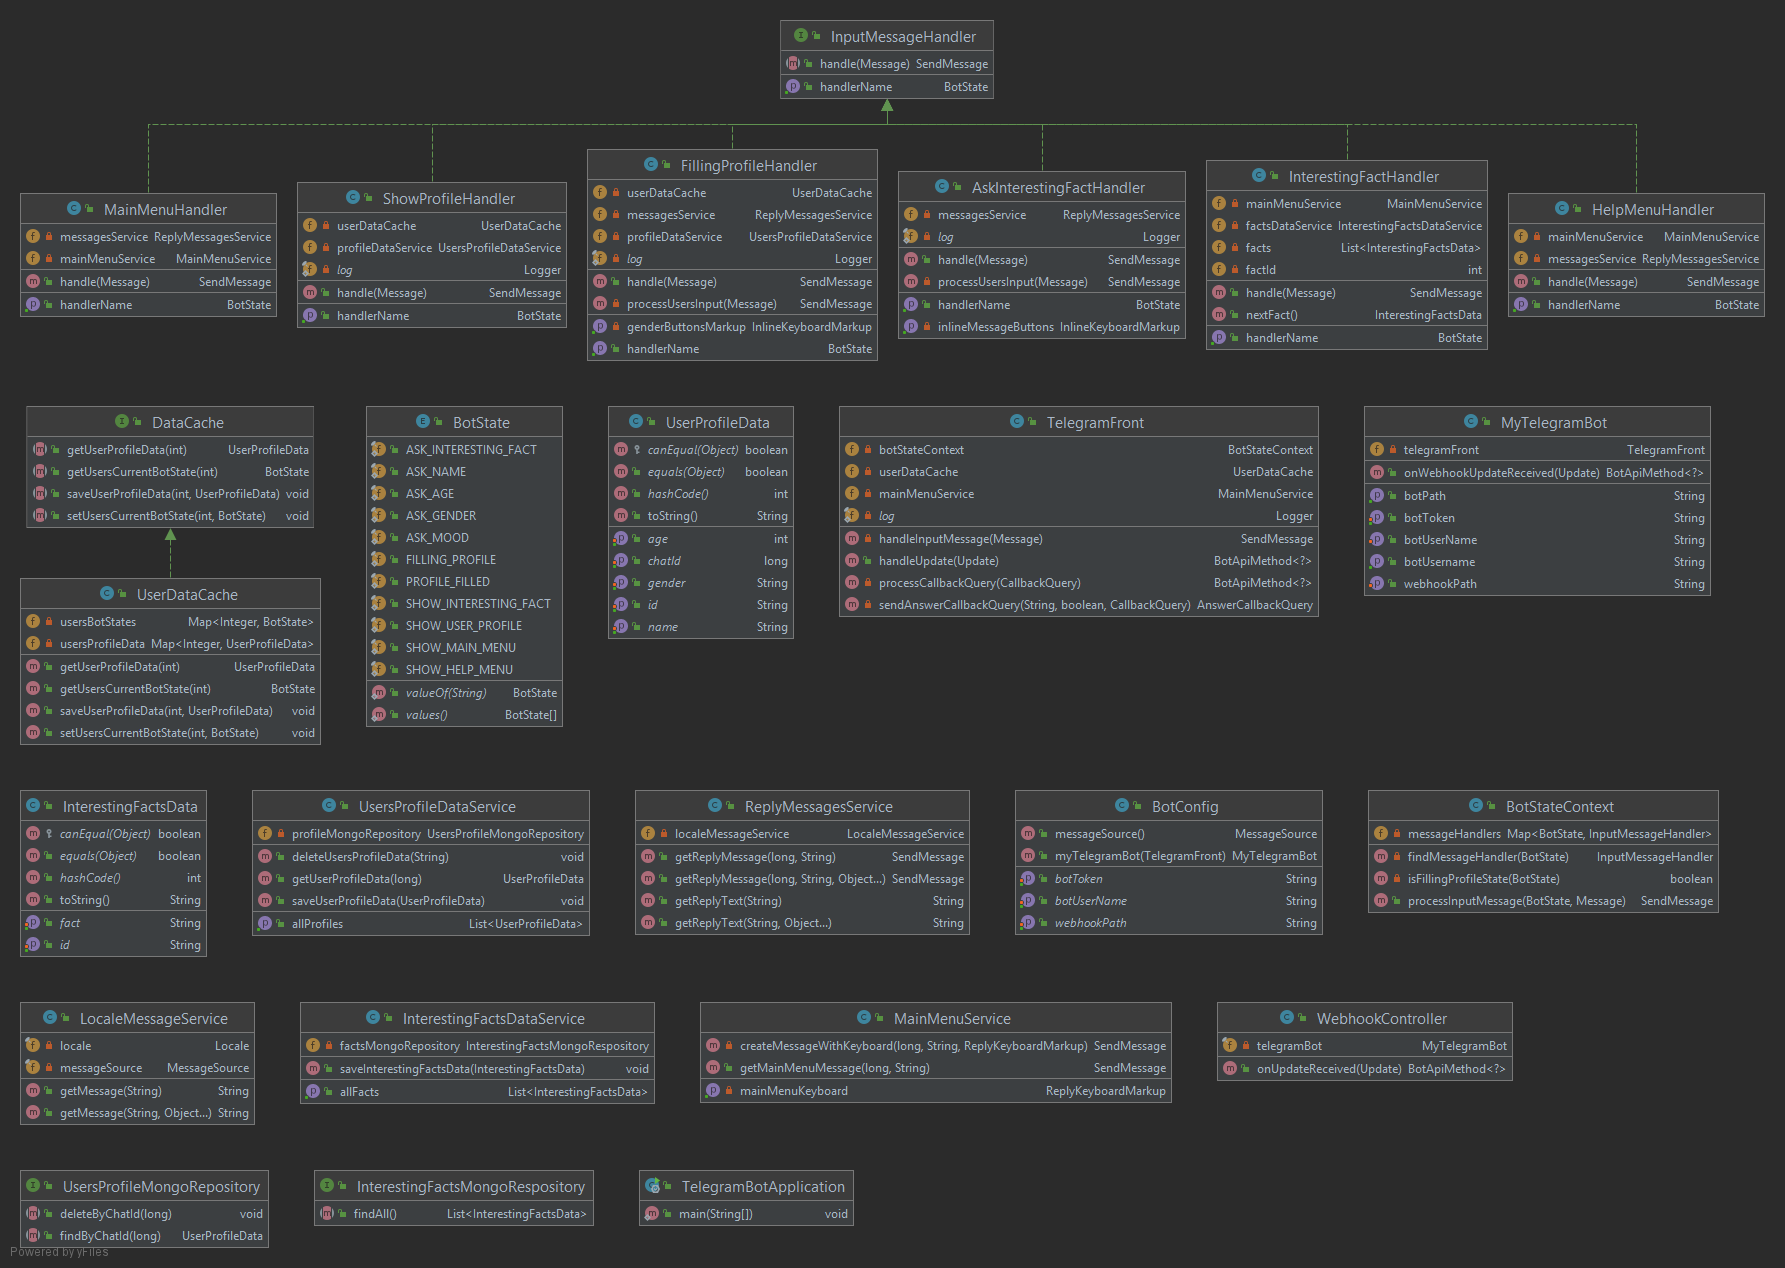 InputMessageHandler
handle(Message) SendMessage
handlerName BotState
MainMenuHandler
messagesService ReplyMessagesService
mainMenuService MainMenuService
handle(Message) SendMessage
handlerName BotState
ShowProfileHandler
userDataCache UserDataCache
profileDataService UsersProfileDataService
log Logger
handle(Message) SendMessage
handlerName BotState
FillingProfileHandler
userDataCache UserDataCache
messagesService ReplyMessagesService
profileDataService UsersProfileDataService
log Logger
handle(Message) SendMessage
processUsersInput(Message) SendMessage
genderButtonsMarkup InlineKeyboardMarkup
handlerName BotState
AskInterestingFactHandler
messagesService ReplyMessagesService
log Logger
handle(Message) SendMessage
processUsersInput(Message) SendMessage
handlerName BotState
inlineMessageButtons InlineKeyboardMarkup
InterestingFactHandler
mainMenuService MainMenuService
factsDataService InterestingFactsDataService
facts List<InterestingFactsData>
factId int
handle(Message) SendMessage
nextFact() InterestingFactsData
handlerName BotState
HelpMenuHandler
mainMenuService MainMenuService
messagesService ReplyMessagesService
handle(Message) SendMessage
handlerName BotState
DataCache
getUserProfileData(int) UserProfileData
getUsersCurrentBotState(int) BotState
saveUserProfileData(int, UserProfileData) void
setUsersCurrentBotState(int, BotState) void
UserDataCache
usersBotStates Map<Integer, BotState>
usersProfileData Map<Integer, UserProfileData>
getUserProfileData(int) UserProfileData
getUsersCurrentBotState(int) BotState
saveUserProfileData(int, UserProfileData) void
setUsersCurrentBotState(int, BotState) void
BotState
ASK_INTERESTING_FACT
ASK_NAME
ASK_AGE
ASK_GENDER
ASK_MOOD
FILLING_PROFILE
PROFILE_FILLED
SHOW_INTERESTING_FACT
SHOW_USER_PROFILE
SHOW_MAIN_MENU
SHOW_HELP_MENU
valueOf(String) BotState
values() BotState[]
UserProfileData
canEqual(Object) boolean
equals(Object) boolean
hashCode() int
toString() String
age int
chatId long
gender String
id String
name String
TelegramFront
botStateContext BotStateContext
userDataCache UserDataCache
mainMenuService MainMenuService
log Logger
handleInputMessage(Message) SendMessage
handleUpdate(Update) BotApiMethod<?>
processCallbackQuery(CallbackQuery) BotApiMethod<?>
sendAnswerCallbackQuery(String, boolean, CallbackQuery) AnswerCallbackQuery
MyTelegramBot
telegramFront TelegramFront
onWebhookUpdateReceived(Update) BotApiMethod<?>
botPath String
botToken String
botUserName String
botUsername String
webhookPath String
InterestingFactsData
canEqual(Object) boolean
equals(Object) boolean
hashCode() int
toString() String
fact String
id String
UsersProfileDataService
profileMongoRepository UsersProfileMongoRepository
deleteUsersProfileData(String) void
getUserProfileData(long) UserProfileData
saveUserProfileData(UserProfileData) void
allProfiles List<UserProfileData>
ReplyMessagesService
localeMessageService LocaleMessageService
getReplyMessage(long, String) SendMessage
getReplyMessage(long, String, Object...) SendMessage
getReplyText(String) String
getReplyText(String, Object...) String
BotConfig
messageSource() MessageSource
myTelegramBot(TelegramFront) MyTelegramBot
botToken String
botUserName String
webhookPath String
BotStateContext
messageHandlers Map<BotState, InputMessageHandler>
findMessageHandler(BotState) InputMessageHandler
isFillingProfileState(BotState) boolean
processInputMessage(BotState, Message) SendMessage
LocaleMessageService
locale Locale
messageSource MessageSource
getMessage(String) String
getMessage(String, Object...) String
InterestingFactsDataService
factsMongoRepository InterestingFactsMongoRespository
saveInterestingFactsData(InterestingFactsData) void
allFacts List<InterestingFactsData>
MainMenuService
createMessageWithKeyboard(long, String, ReplyKeyboardMarkup) SendMessage
getMainMenuMessage(long, String) SendMessage
mainMenuKeyboard ReplyKeyboardMarkup
WebhookController
telegramBot MyTelegramBot
onUpdateReceived(Update) BotApiMethod<?>
UsersProfileMongoRepository
deleteByChatId(long) void
findByChatId(long) UserProfileData
InterestingFactsMongoRespository
findAll() List<InterestingFactsData>
TelegramBotApplication
main(String[]) void
Powered by yFiles